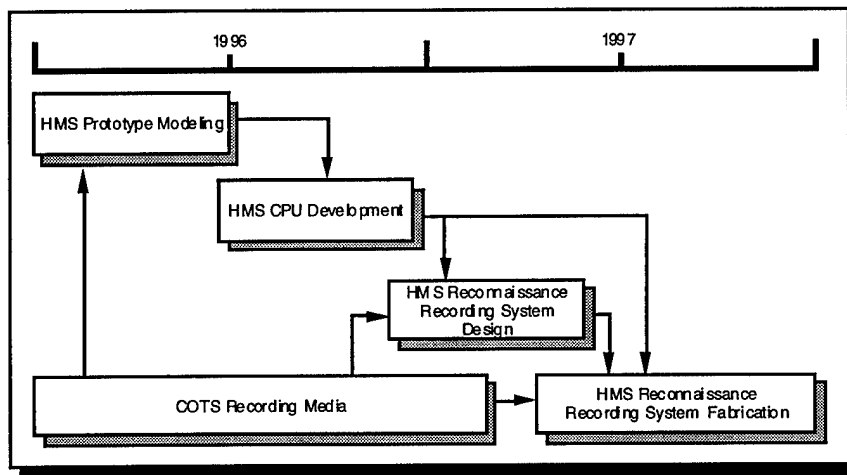 1996
1997
HMS Prototype Modeling
HMS CPU Development
HMS Reconnaissance
Recording System
Design
COTS Recording Media
HMS Reconnaissance
Recording System Fabrication